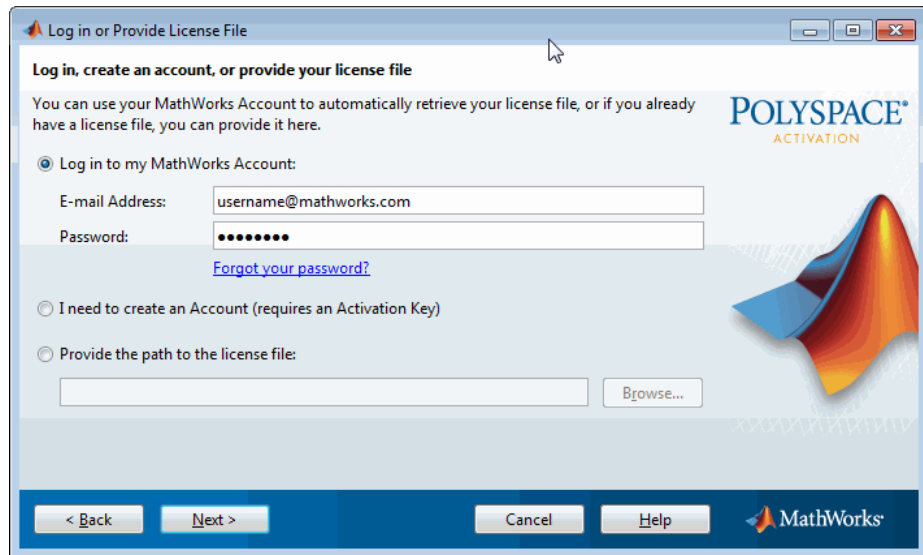 Log in or Provide License File
Log in, create an account, or provide your license file
You can use your MathWorks Account to automatically retrieve your license file, or if you already
have a license file, you can provide it here.
POLYSPACE®
ACTIVATION
Log in to my MathWorks Account:
E-mail Address: username@mathworks.com
Password: ••••••••
Forgot your password?
I need to create an Account (requires an Activation Key)
Provide the path to the license file:
Browse...
< Back Next > Cancel Help MathWorks®